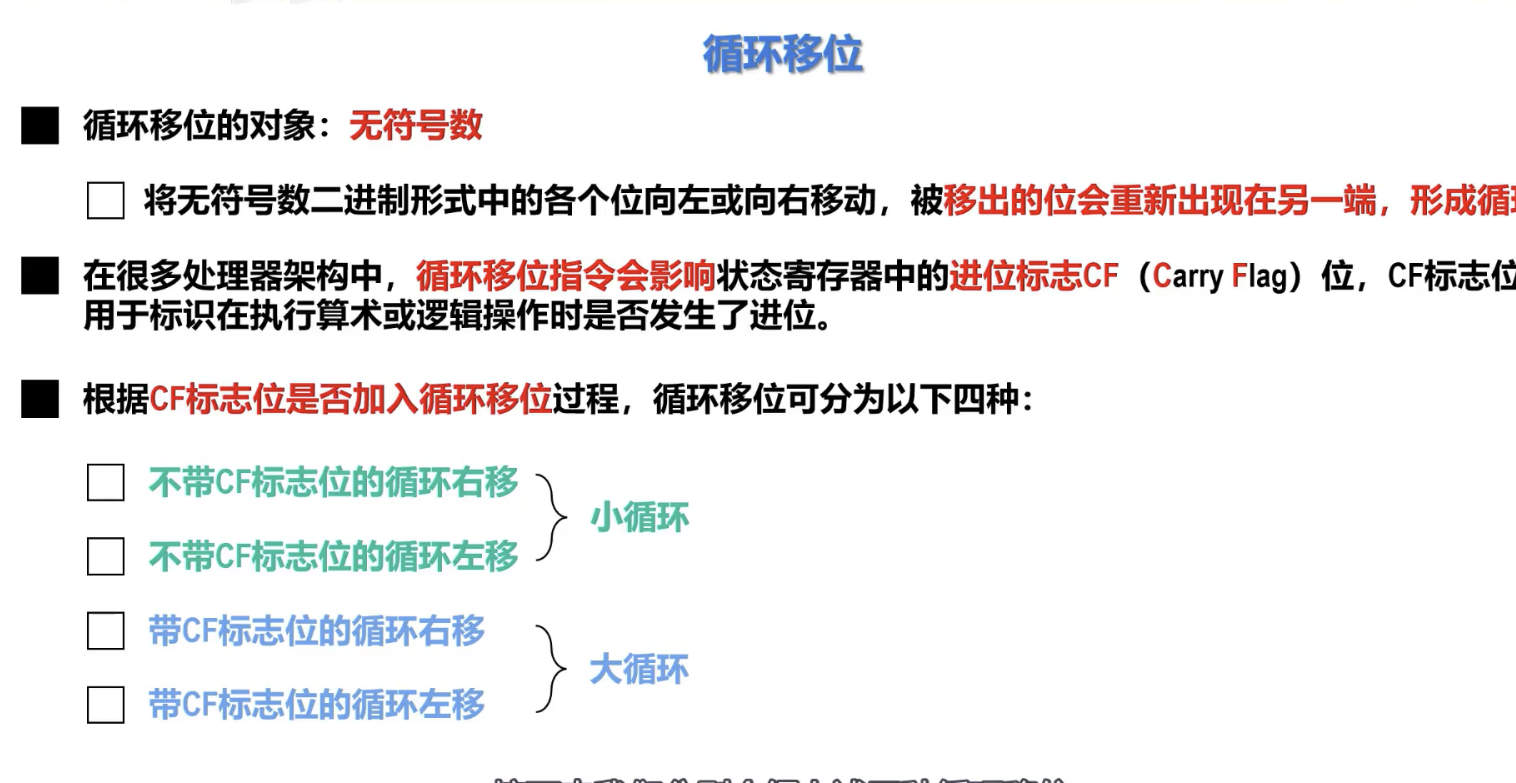 循环移位
循环移位的对象：无符号数
将无符号数二进制形式中的各个位向左或向右移动，被移出的位会重新出现在另一端，形成循
在很多处理器架构中，循环移位指令会影响状态寄存器中的进位标志CF（Carry Flag）位，CF标志位
用于标识在执行算术或逻辑操作时是否发生了进位。
根据CF标志位是否加入循环移位过程，循环移位可分为以下四种：
不带CF标志位的循环右移
小循环
不带CF标志位的循环左移
带CF标志位的循环右移
大循环
带CF标志位的循环左移